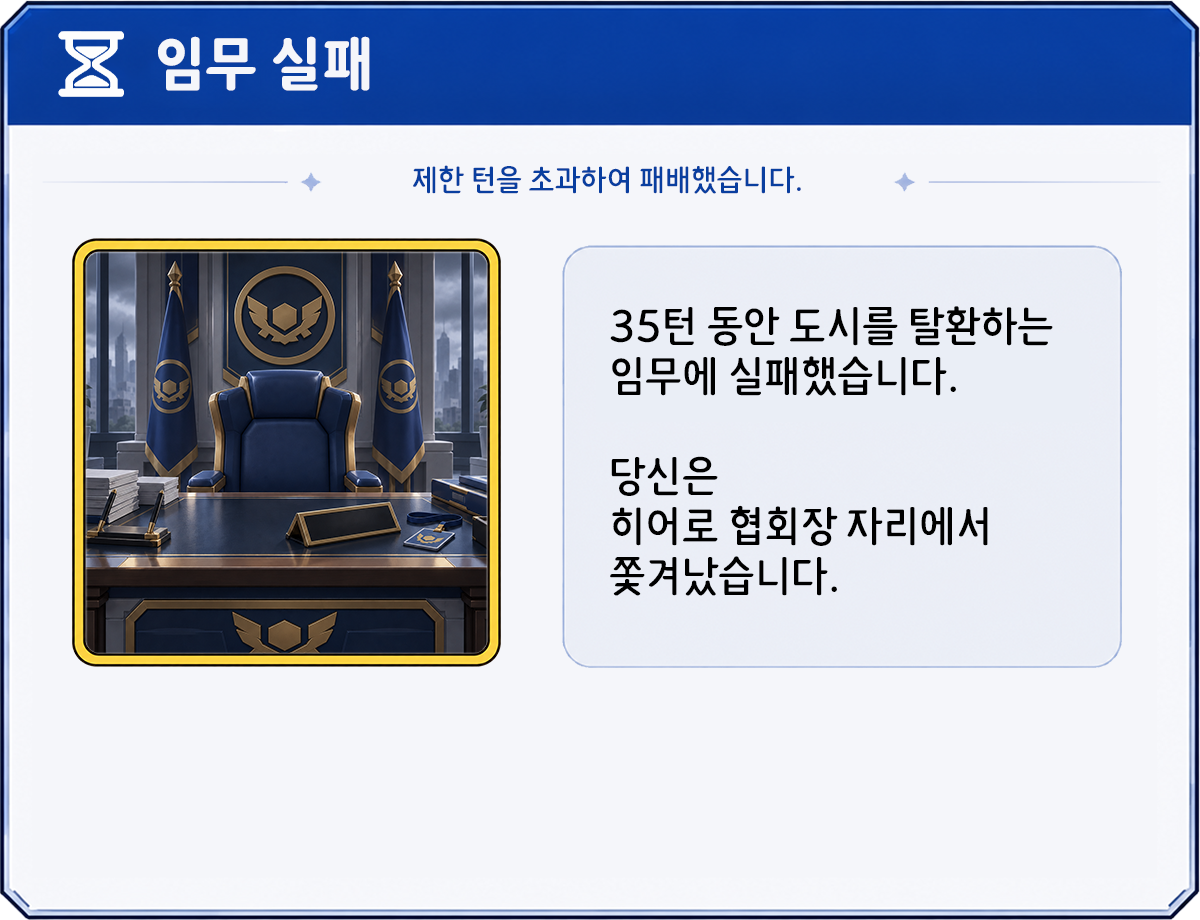 임무 실패
제한 턴을 초과하여 패배했습니다.
35턴 동안 도시를 탈환하는
임무에 실패했습니다.
당신은
히어로 협회장 자리에서
쫓겨났습니다.